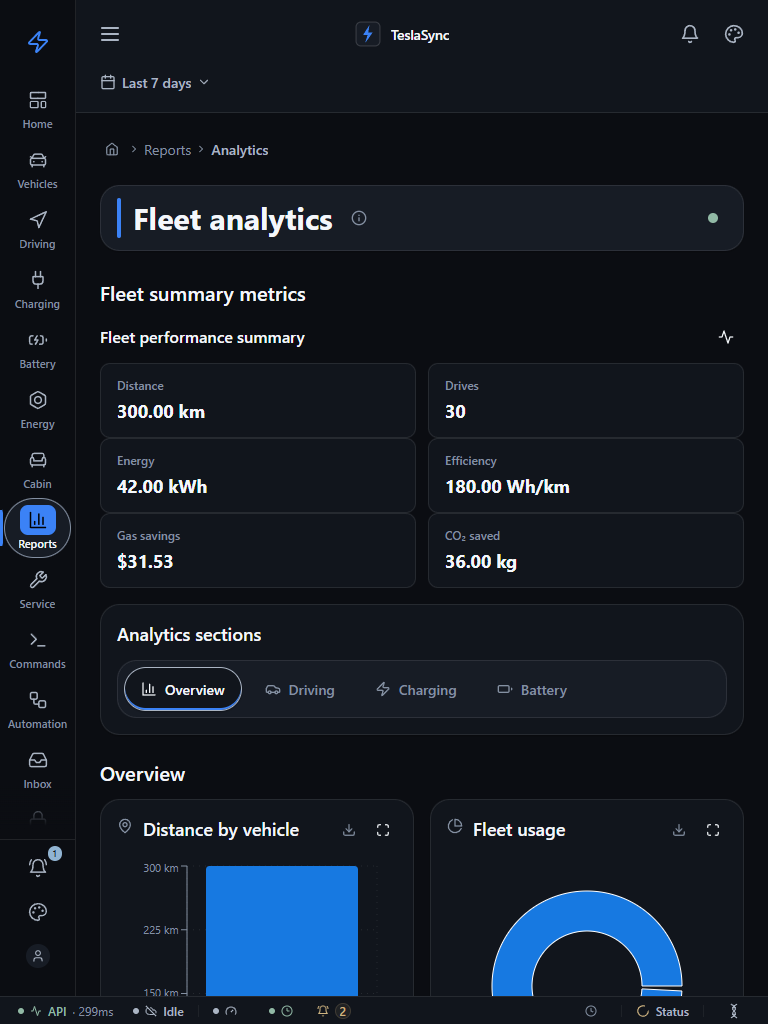 TeslaSync
Last 7 days
Home
Vehicles
Driving
Charging
Battery
Energy
Cabin
Reports
Service
Commands
Automation
Inbox
1
Reports
Analytics
Fleet analytics
Fleet summary metrics
Fleet performance summary
Distance
300.00 km
Drives
30
Energy
42.00 kWh
Efficiency
180.00 Wh/km
Gas savings
$31.53
CO₂ saved
36.00 kg
Analytics sections
Overview
Driving
Charging
Battery
Overview
Distance by vehicle
300 km
225 km
150 km
Fleet usage
API · 299ms
Idle
2
Status